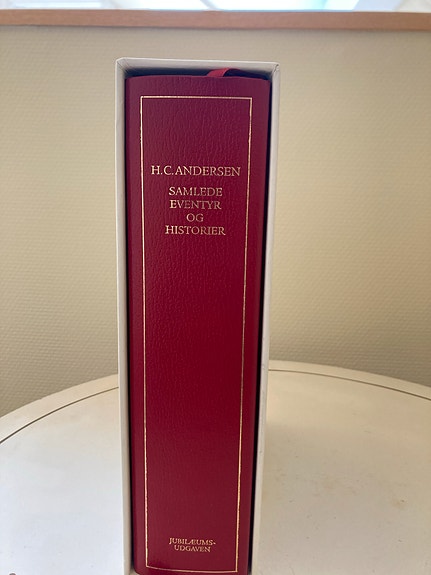 H.C. ANDERSEN
SAMLEDE
EVENTYR
OG
HISTORIER
JUBILÆUMS-
UDGAVEN